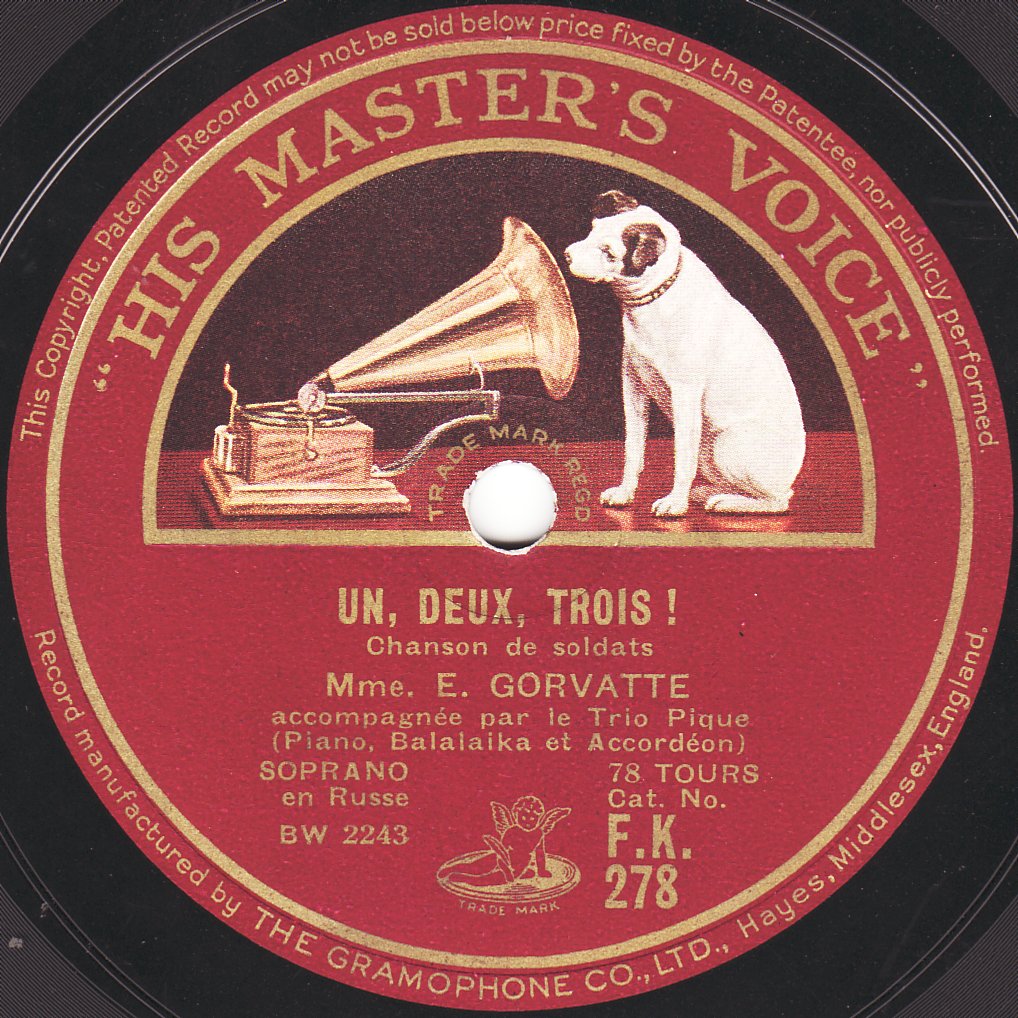 This Copyright, Patented Record may not be sold below price fixed by the Patentee, nor publicly performed.
“HIS MASTER'S VOICE”
TRADE MARK REGD
UN, DEUX, TROIS !
Chanson de soldats
Mme. E. GORVATTE
accompagnée par le Trio Pique
(Piano, Balalaika et Accordéon)
SOPRANO
en Russe
BW 2243
78 TOURS
Cat. No.
F.K.
278
TRADE MARK
Record manufactured by THE GRAMOPHONE CO., LTD., Hayes, Middlesex, England.